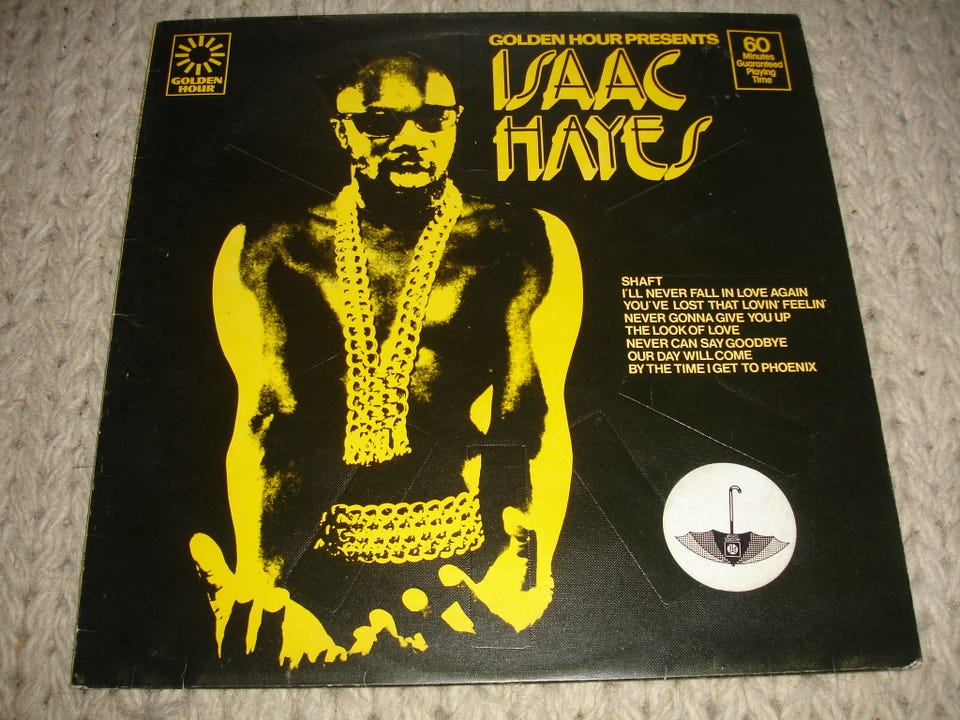 GOLDEN
HOUR
GOLDEN HOUR PRESENTS
ISAAC
HAYES
60
Minutes
Guaranteed
Playing
Time
SHAFT
I'LL NEVER FALL IN LOVE AGAIN
YOU'VE LOST THAT LOVIN' FEELIN'
NEVER GONNA GIVE YOU UP
THE LOOK OF LOVE
NEVER CAN SAY GOODBYE
OUR DAY WILL COME
BY THE TIME I GET TO PHOENIX